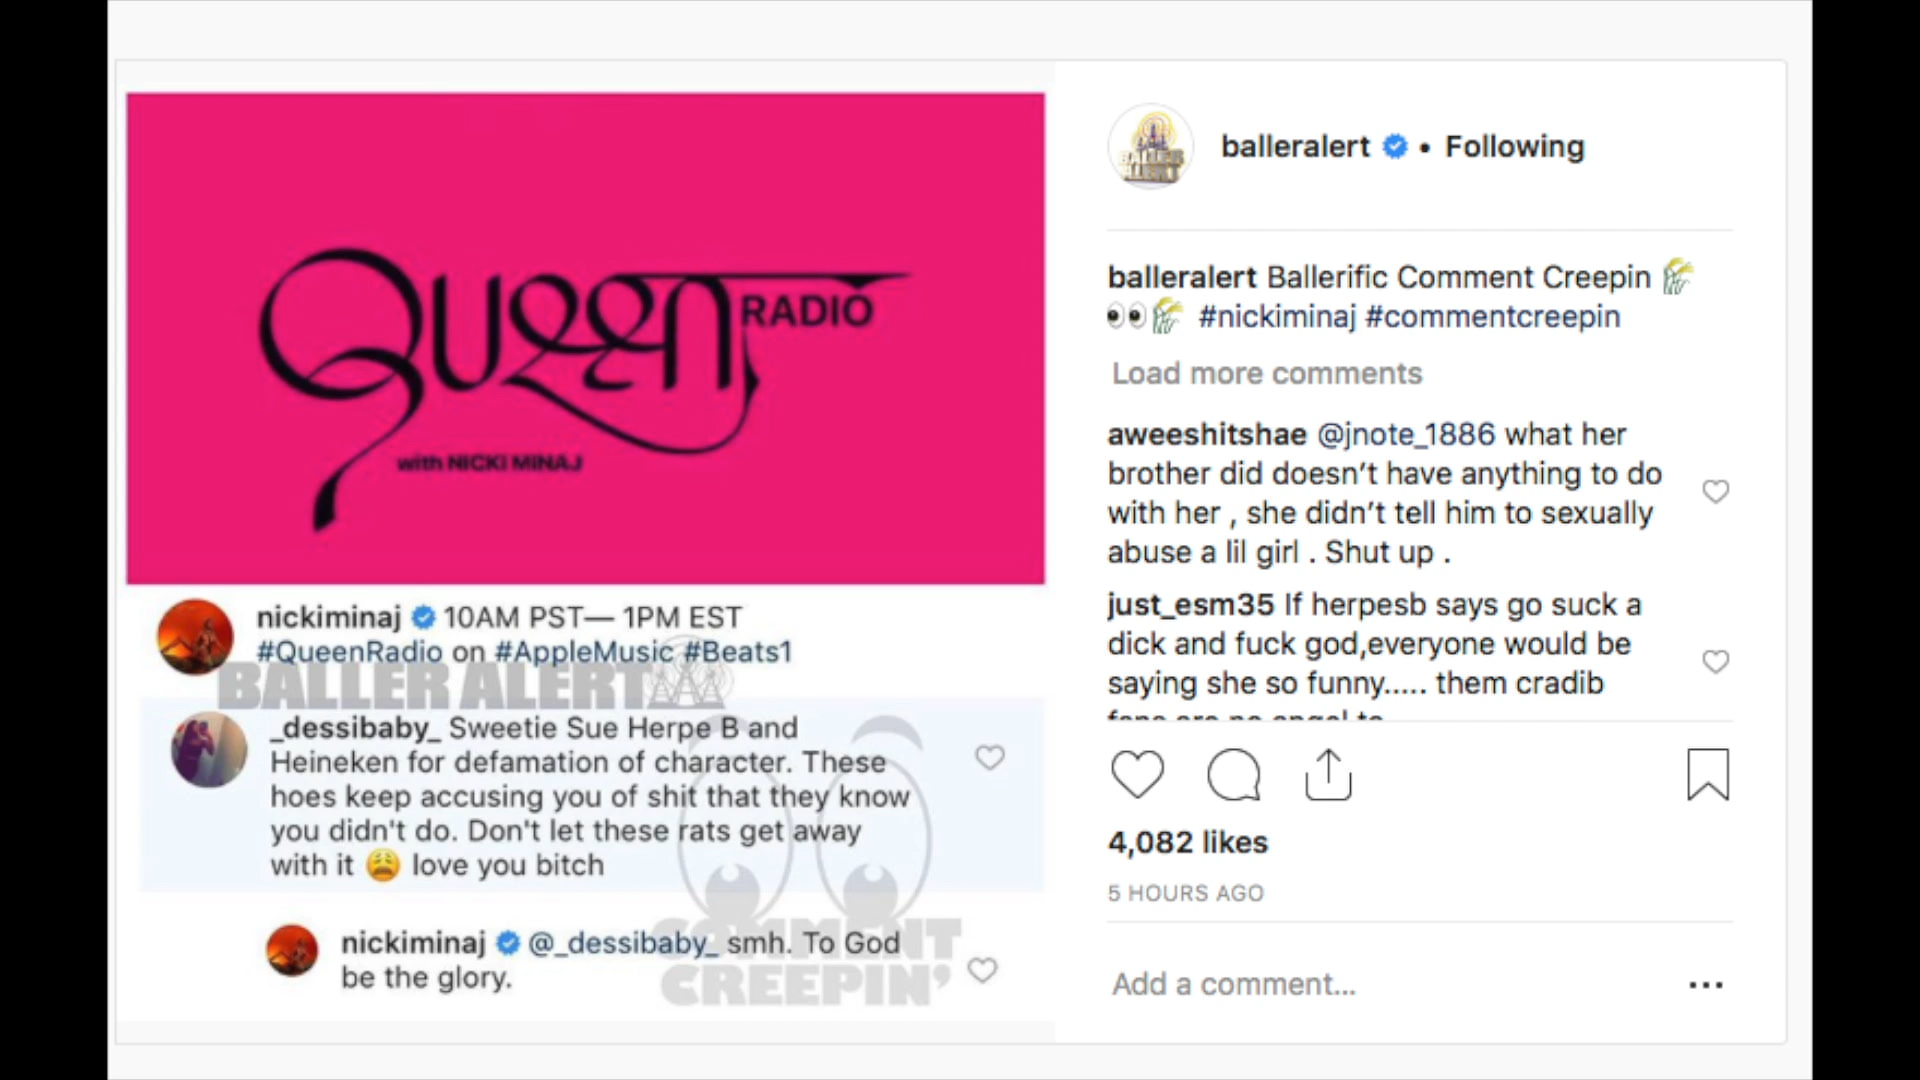 QUEEN RADIO
with NICKI MINAJ
nickiminaj 10AM PST— 1PM EST
#QueenRadio on #AppleMusic #Beats1
BALLER ALERT
_dessibaby_ Sweetie Sue Herpe B and
Heineken for defamation of character. These
hoes keep accusing you of shit that they know
you didn't do. Don't let these rats get away
with it 😩 love you bitch
nickiminaj @_dessibaby_ smh. To God
be the glory.
COMMENT
CREEPIN'
BALLER
ALERT
balleralert • Following
balleralert Ballerific Comment Creepin 🌾
👀🌾 #nickiminaj #commentcreepin
Load more comments
aweeshitshae @jnote_1886 what her
brother did doesn’t have anything to do
with her , she didn’t tell him to sexually
abuse a lil girl . Shut up .
just_esm35 If herpesb says go suck a
dick and fuck god,everyone would be
saying she so funny..... them cradib
4,082 likes
5 HOURS AGO
Add a comment...